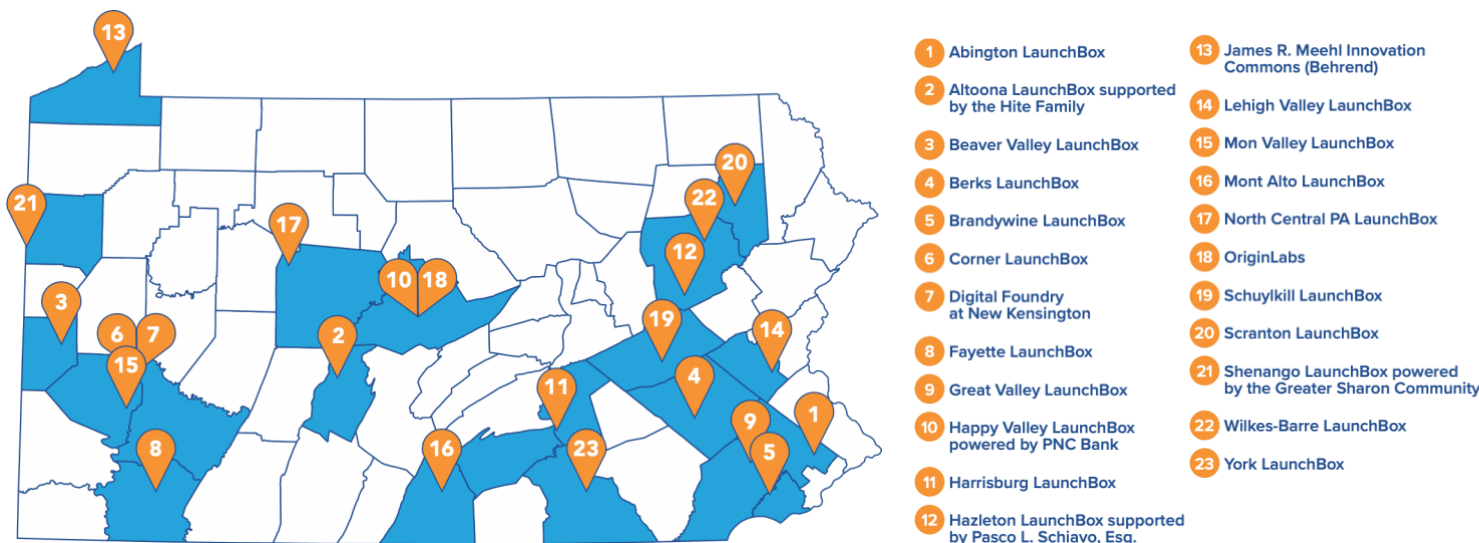 13
20
21
22
17
12
10
18
3
19
6
7
2
14
15
4
11
1
9
8
16
23
5
1 Abington LaunchBox
2 Altoona LaunchBox supported
by the Hite Family
3 Beaver Valley LaunchBox
4 Berks LaunchBox
5 Brandywine LaunchBox
6 Corner LaunchBox
7 Digital Foundry
at New Kensington
8 Fayette LaunchBox
9 Great Valley LaunchBox
10 Happy Valley LaunchBox
powered by PNC Bank
11 Harrisburg LaunchBox
12 Hazleton LaunchBox supported
by Pasco L. Schiavo, Esq.
13 James R. Meehl Innovation
Commons (Behrend)
14 Lehigh Valley LaunchBox
15 Mon Valley LaunchBox
16 Mont Alto LaunchBox
17 North Central PA LaunchBox
18 OriginLabs
19 Schuylkill LaunchBox
20 Scranton LaunchBox
21 Shenango LaunchBox powered
by the Greater Sharon Community
22 Wilkes-Barre LaunchBox
23 York LaunchBox